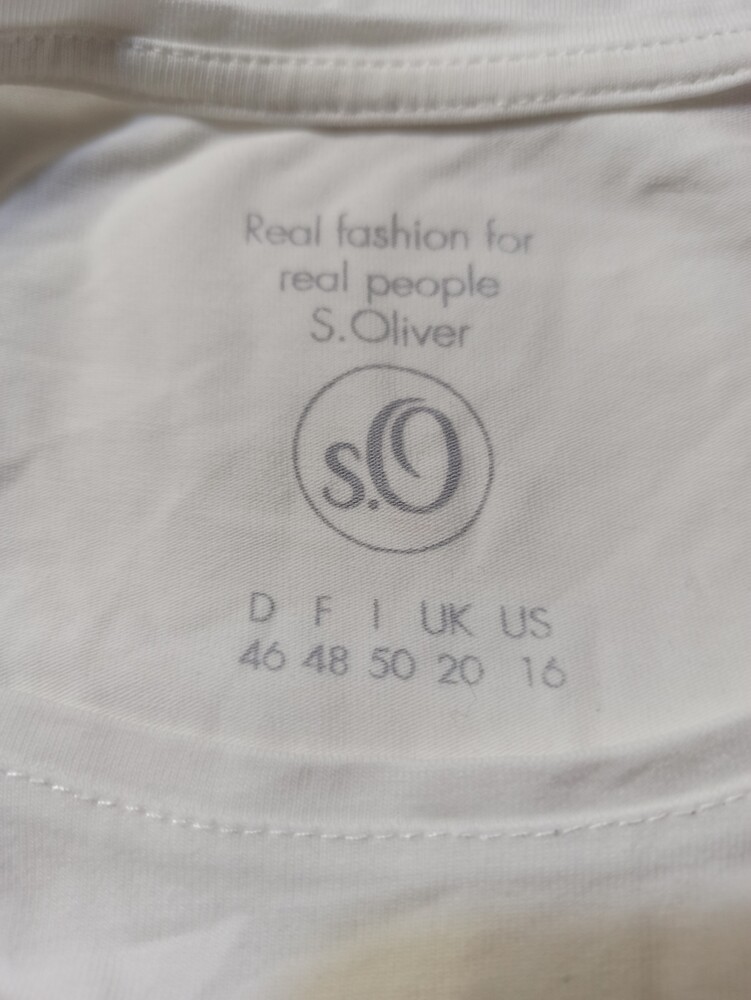 Real fashion for
real people
S.Oliver
s.O
D F I UK US
46 48 50 20 16